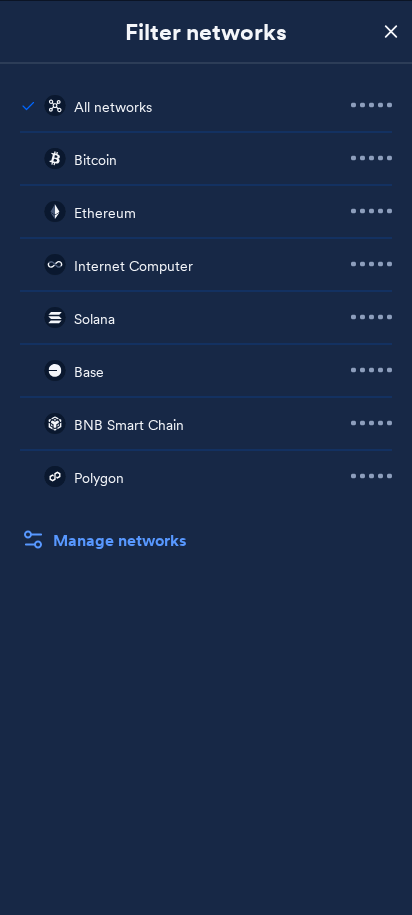 Filter networks
All networks
Bitcoin
Ethereum
Internet Computer
Solana
Base
BNB Smart Chain
Polygon
Manage networks